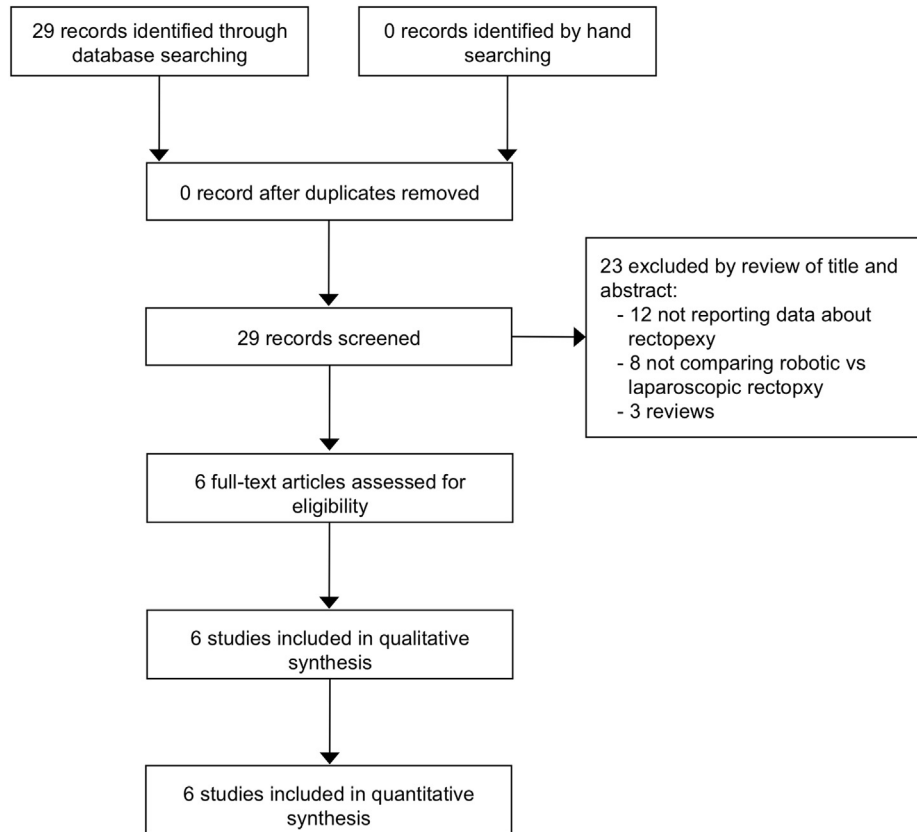 29 records identified through
database searching
0 records identified by hand
searching
0 record after duplicates removed
29 records screened
23 excluded by review of title and
abstract:
- 12 not reporting data about
rectopexy
- 8 not comparing robotic vs
laparoscopic rectopxy
- 3 reviews
6 full-text articles assessed for
eligibility
6 studies included in qualitative
synthesis
6 studies included in quantitative
synthesis